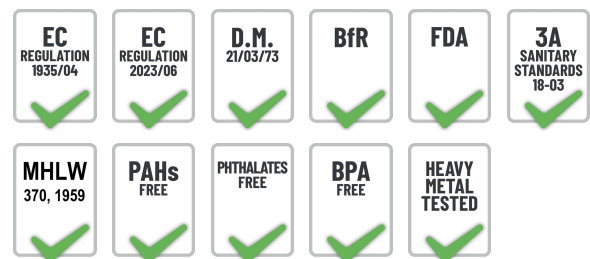 EC
REGULATION
1935/04
EC
REGULATION
2023/06
D.M.
21/03/73
BfR
FDA
3A
SANITARY
STANDARDS
18-03
MHLW
370, 1959
PAHs
FREE
PHTHALATES
FREE
BPA
FREE
HEAVY
METAL
TESTED